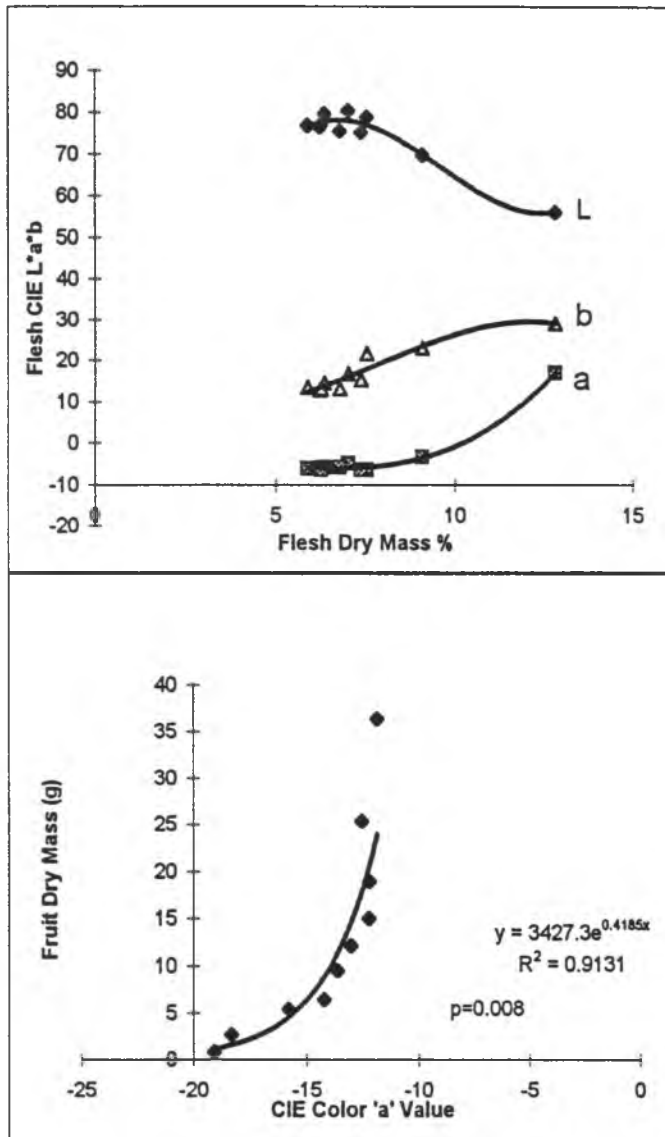 90
80
70
60
50
40
30
20
10
0
-10
-20
Flesh CIE L*a*b
L
b
a
0 5 10 15
Flesh Dry Mass %
40
35
30
25
20
15
10
5
0
Fruit Dry Mass (g)
y = 3427.3e^0.4185x
R² = 0.9131
p=0.008
-25 -20 -15 -10 -5 0
CIE Color 'a' Value